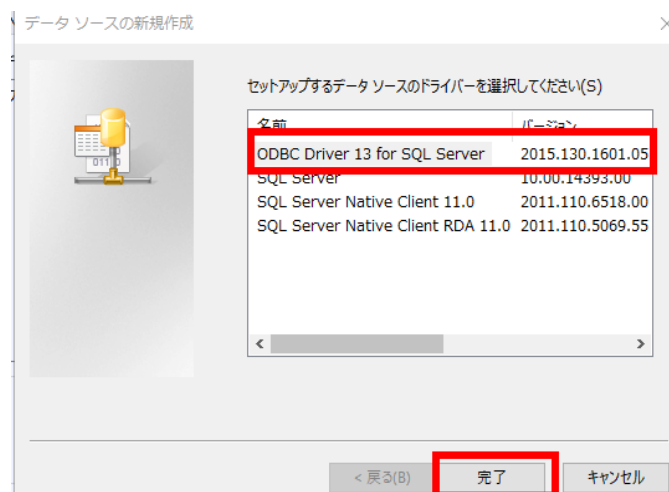 データ ソースの新規作成
セットアップするデータ ソースのドライバーを選択してください(S)
名前 バージョン
ODBC Driver 13 for SQL Server 2015.130.1601.05
SQL Server 10.00.14393.00
SQL Server Native Client 11.0 2011.110.6518.00
SQL Server Native Client RDA 11.0 2011.110.5069.55
< 戻る(B) 完了 キャンセル